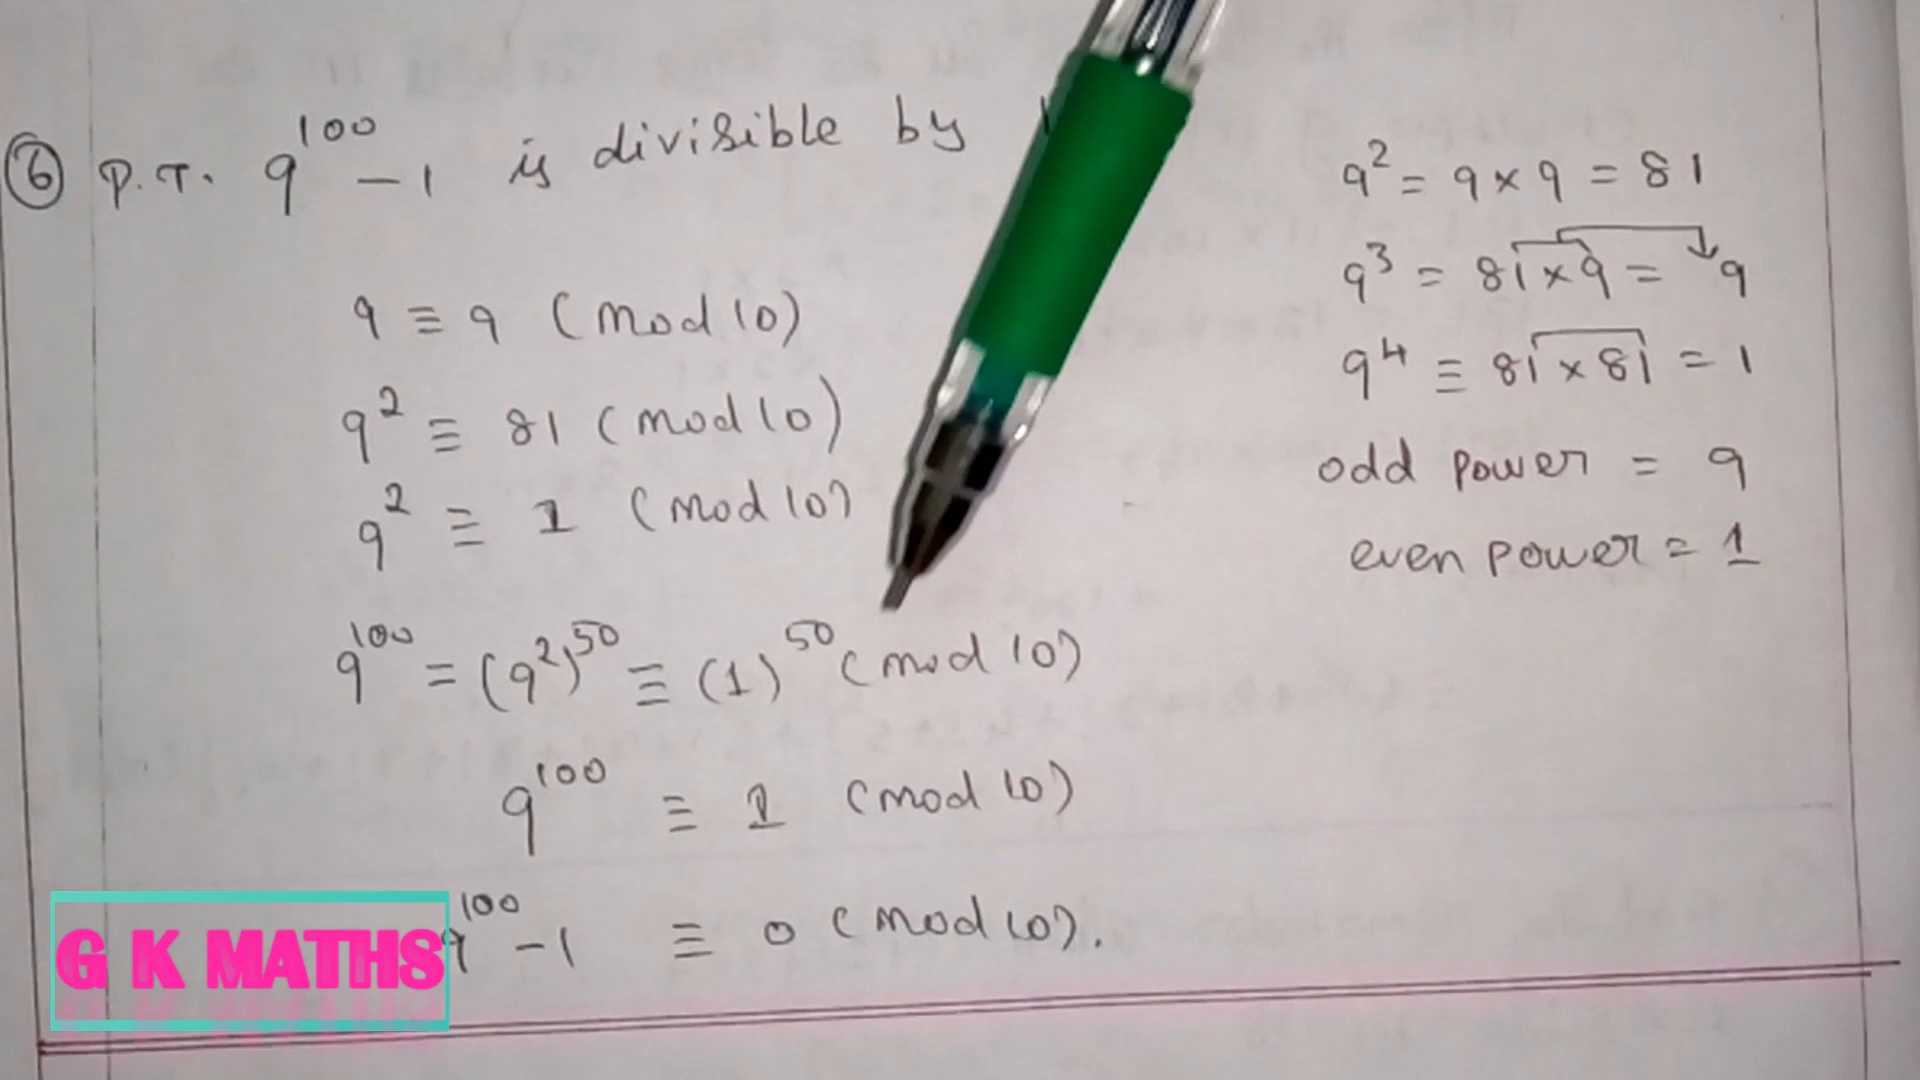 ⑥ P.T. 9^100 - 1 is divisible by
9 ≡ 9 (mod 10)
9^2 ≡ 81 (mod 10)
9^2 ≡ 1 (mod 10)
9^100 = (9^2)^50 ≡ (1)^50 (mod 10)
9^100 ≡ 1 (mod 10)
9^100 - 1 ≡ 0 (mod 10).
9^2 = 9 × 9 = 81
9^3 = 81 × 9 = 9
9^4 ≡ 81 × 81 = 1
odd power = 9
even power = 1
G K MATHS